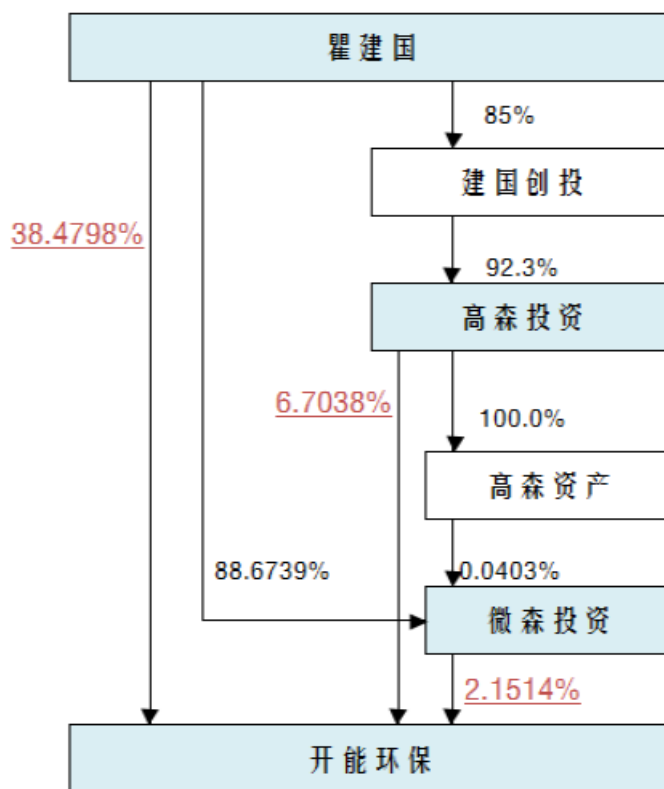 瞿建国
85%
建国创投
38.4798%
92.3%
高森投资
6.7038%
100.0%
高森资产
88.6739%
0.0403%
微森投资
2.1514%
开能环保